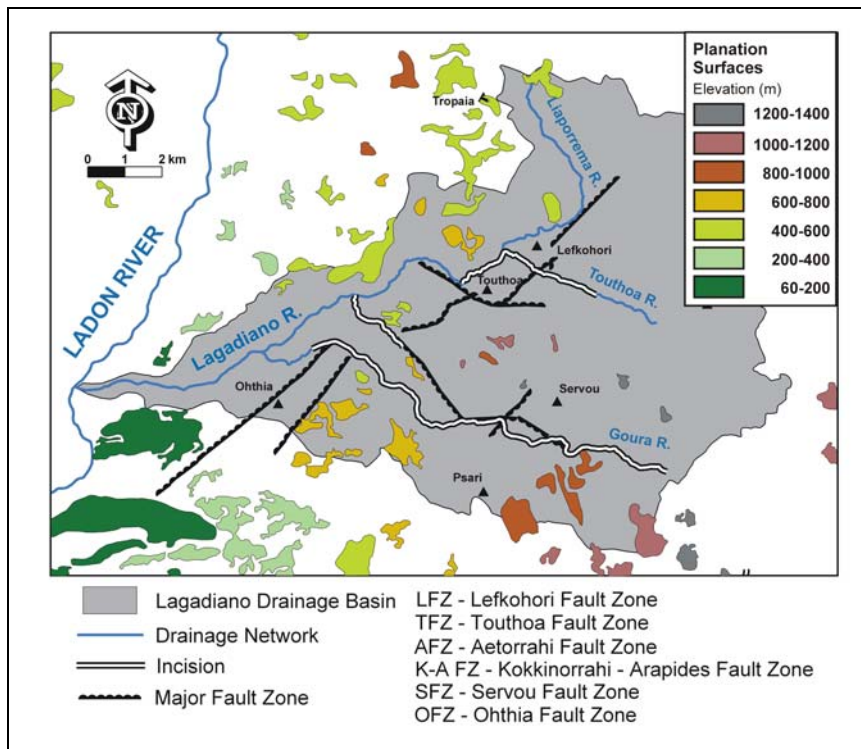 N
0 1 2 km
LADON RIVER
Tropaia
Liaporrema R.
Lefkohori
Touthoa
Touthoa R.
Lagadiano R.
Ohthia
Servou
Goura R.
Psari
Planation
Surfaces
Elevation (m)
1200-1400
1000-1200
800-1000
600-800
400-600
200-400
60-200
Lagadiano Drainage Basin
Drainage Network
Incision
Major Fault Zone
LFZ - Lefkohori Fault Zone
TFZ - Touthoa Fault Zone
AFZ - Aetorrahi Fault Zone
K-A FZ - Kokkinorrahi - Arapides Fault Zone
SFZ - Servou Fault Zone
OFZ - Ohthia Fault Zone